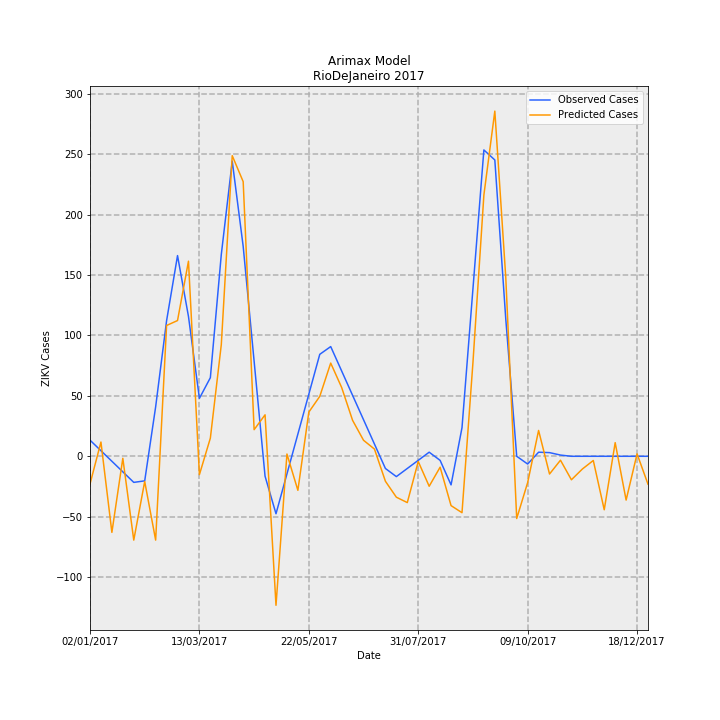 Arimax Model
RioDeJaneiro 2017
Observed Cases
Predicted Cases
300
250
200
150
100
50
0
−50
−100
ZIKV Cases
02/01/2017 13/03/2017 22/05/2017 31/07/2017 09/10/2017 18/12/2017
Date